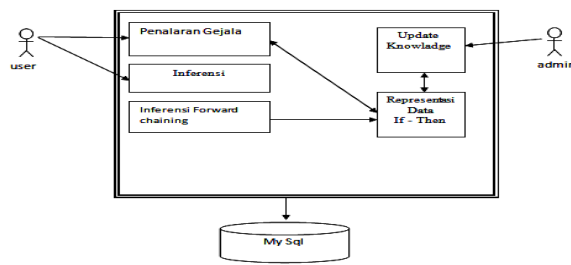 Penalaran Gejala
Update
Knowladge
user
admin
Inferensi
Inferensi Forward
chaining
Representasi
Data
If - Then
My Sql